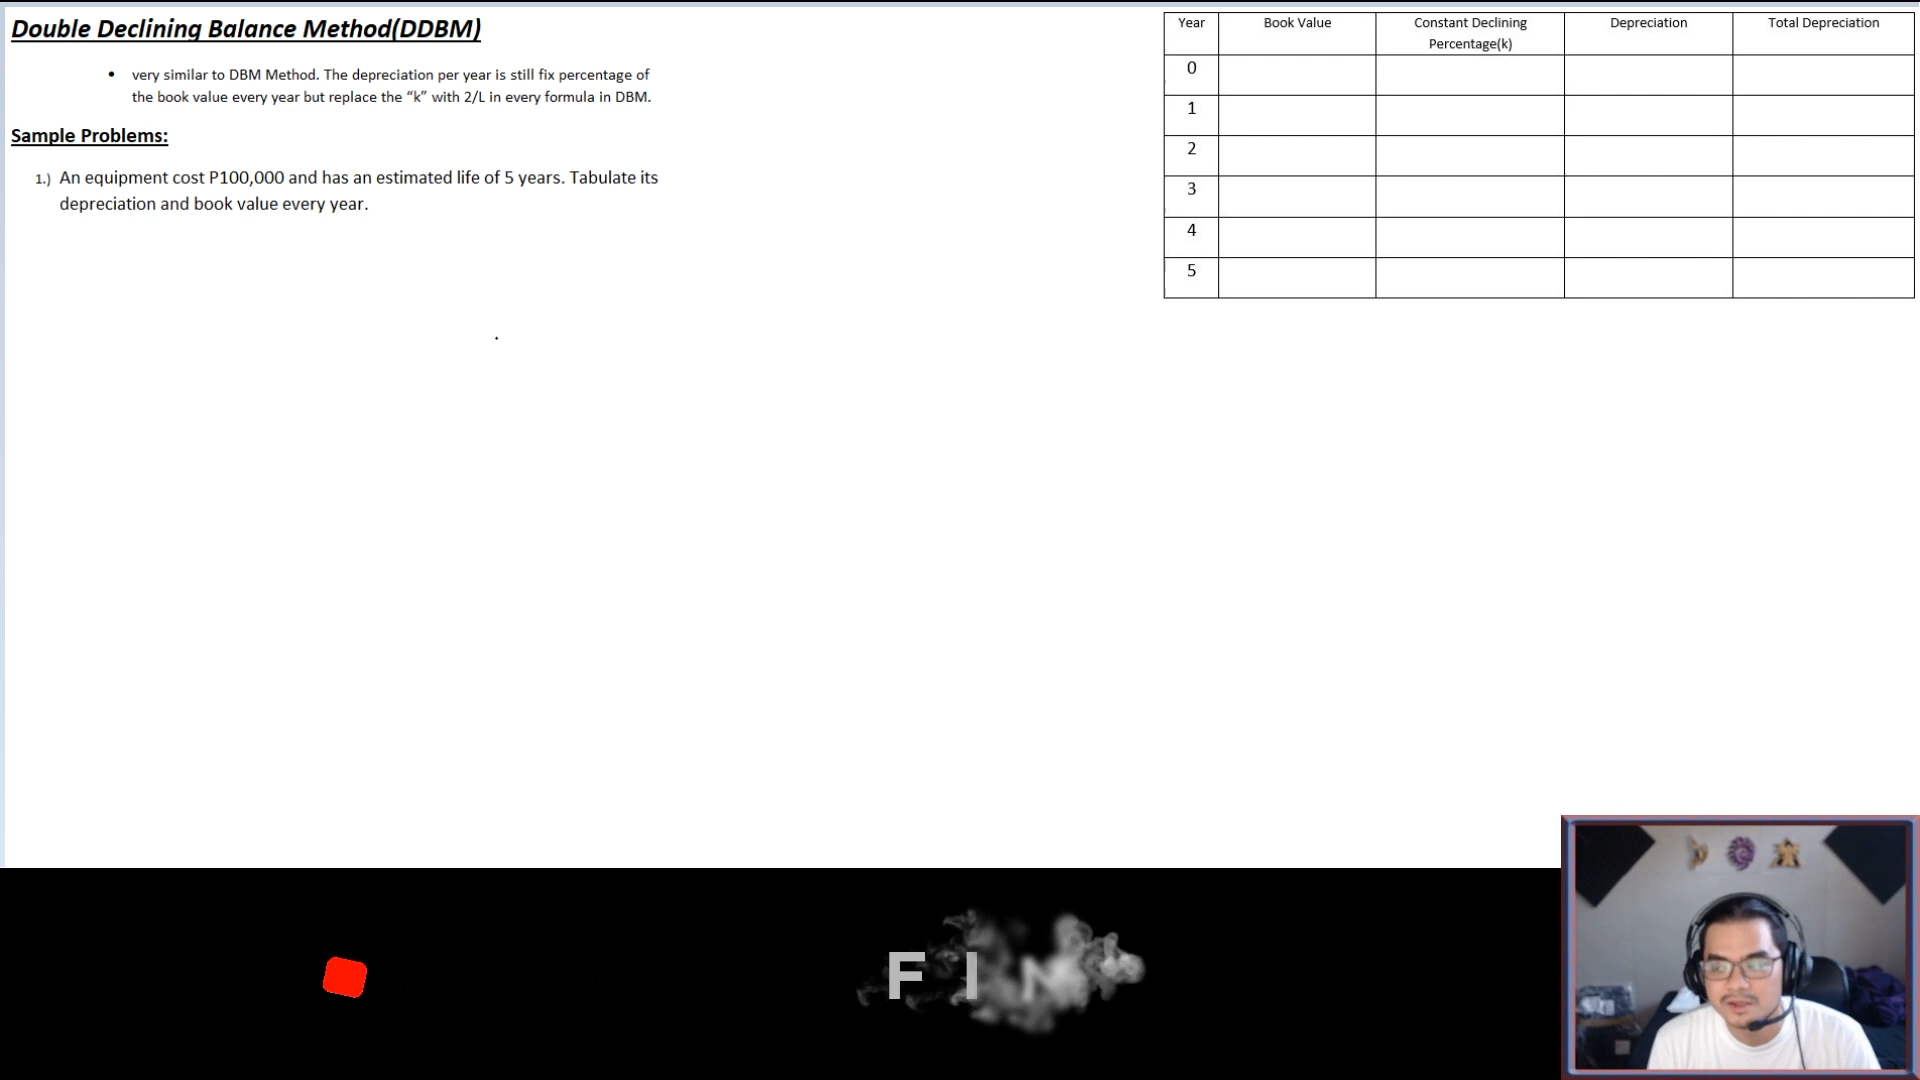 Double Declining Balance Method(DDBM)
• very similar to DBM Method. The depreciation per year is still fix percentage of
the book value every year but replace the “k” with 2/L in every formula in DBM.
Sample Problems:
1.) An equipment cost P100,000 and has an estimated life of 5 years. Tabulate its
depreciation and book value every year.
Year Book Value Constant Declining Percentage(k) Depreciation Total Depreciation
0
1
2
3
4
5
F I N